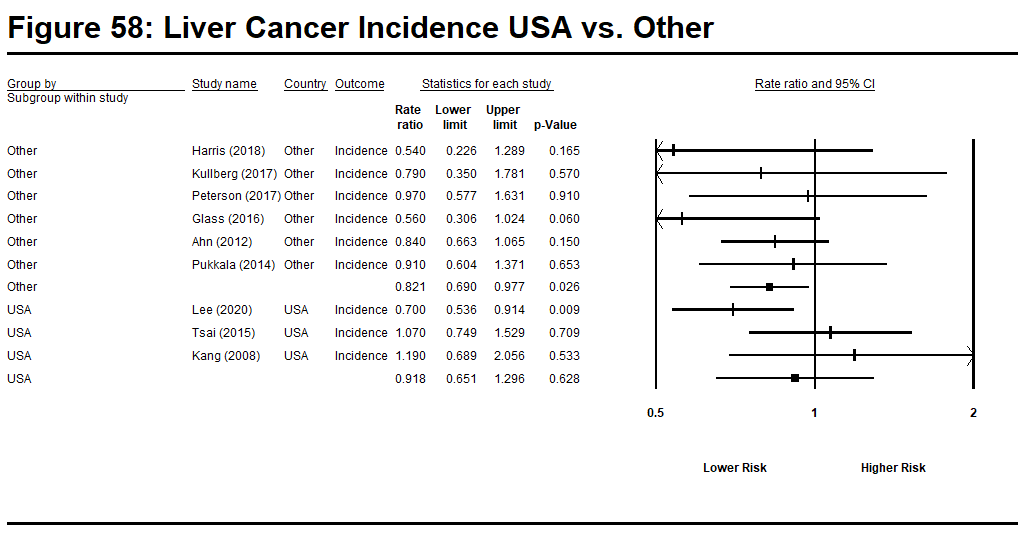 Figure 58: Liver Cancer Incidence USA vs. Other
Group by Study name Country Outcome Statistics for each study Rate ratio and 95% CI
Subgroup within study
Rate Lower Upper
ratio limit limit p-Value
Other Harris (2018) Other Incidence 0.540 0.226 1.289 0.165
Other Kullberg (2017) Other Incidence 0.790 0.350 1.781 0.570
Other Peterson (2017) Other Incidence 0.970 0.577 1.631 0.910
Other Glass (2016) Other Incidence 0.560 0.306 1.024 0.060
Other Ahn (2012) Other Incidence 0.840 0.663 1.065 0.150
Other Pukkala (2014) Other Incidence 0.910 0.604 1.371 0.653
Other 0.821 0.690 0.977 0.026
USA Lee (2020) USA Incidence 0.700 0.536 0.914 0.009
USA Tsai (2015) USA Incidence 1.070 0.749 1.529 0.709
USA Kang (2008) USA Incidence 1.190 0.689 2.056 0.533
USA 0.918 0.651 1.296 0.628
0.5 1 2
Lower Risk Higher Risk